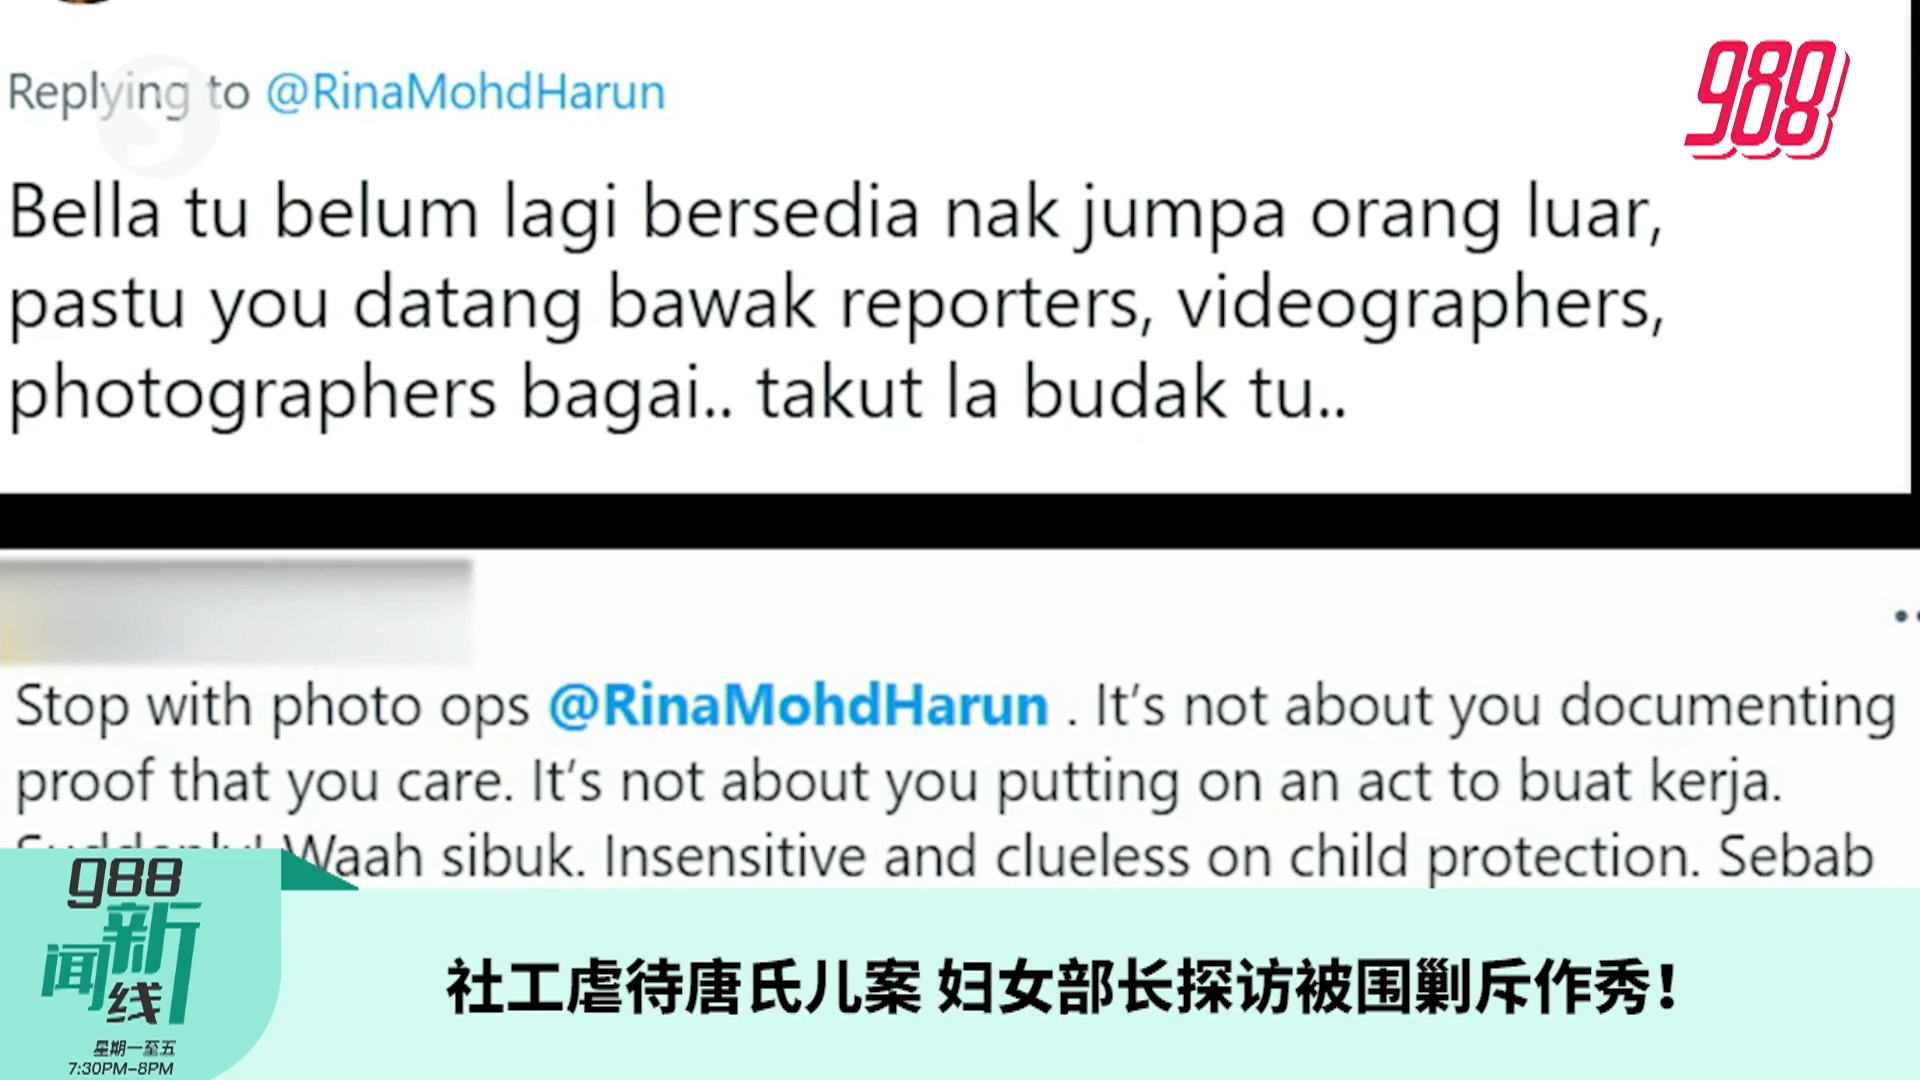 Replying to @RinaMohdHarun
988
Bella tu belum lagi bersedia nak jumpa orang luar,
pastu you datang bawak reporters, videographers,
photographers bagai.. takut la budak tu..
Stop with photo ops @RinaMohdHarun . It’s not about you documenting
proof that you care. It’s not about you putting on an act to buat kerja.
Waah sibuk. Insensitive and clueless on child protection. Sebab
988
新闻线
星期一至五
7:30PM-8PM
社工虐待唐氏儿案 妇女部长探访被围剿斥作秀！